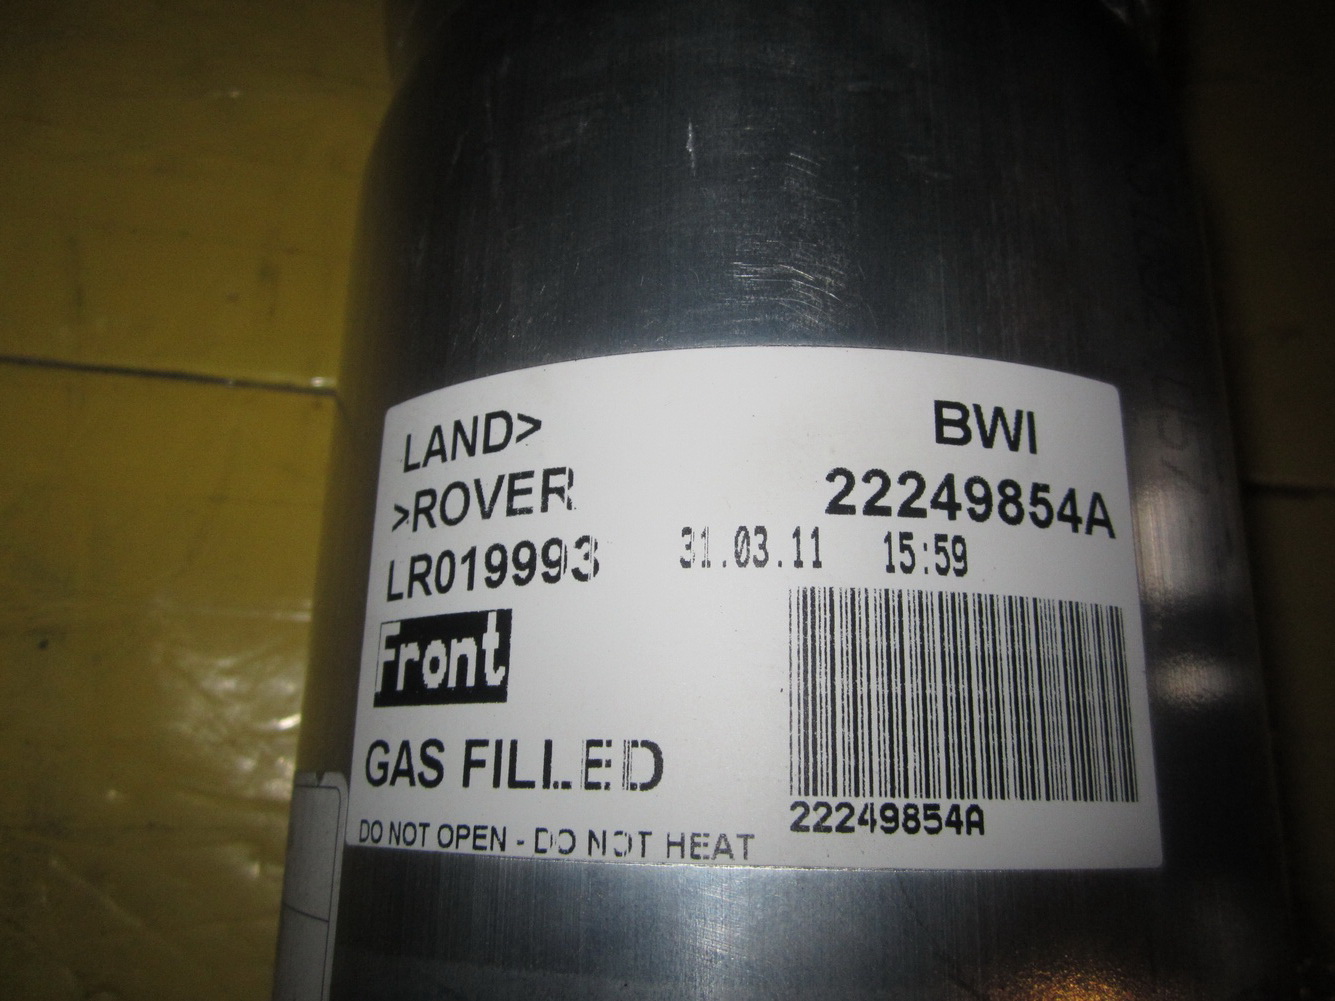 LAND>
>ROVER
LR019993
Front
GAS FILLED
DO NOT OPEN - DO NOT HEAT
BWI
22249854A
31.03.11 15:59
22249854A